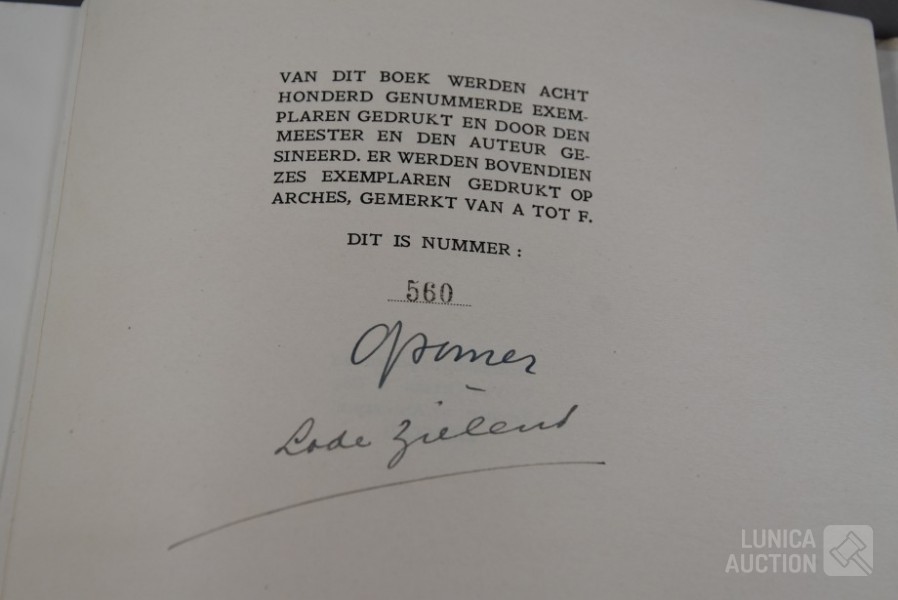 VAN DIT BOEK WERDEN ACHT
HONDERD GENUMMERDE EXEM-
PLAREN GEDRUKT EN DOOR DEN
MEESTER EN DEN AUTEUR GE-
SINEERD. ER WERDEN BOVENDIEN
ZES EXEMPLAREN GEDRUKT OP
ARCHES, GEMERKT VAN A TOT F.
DIT IS NUMMER :
560
Opsomer
Lode Zielens
LUNICA
AUCTION